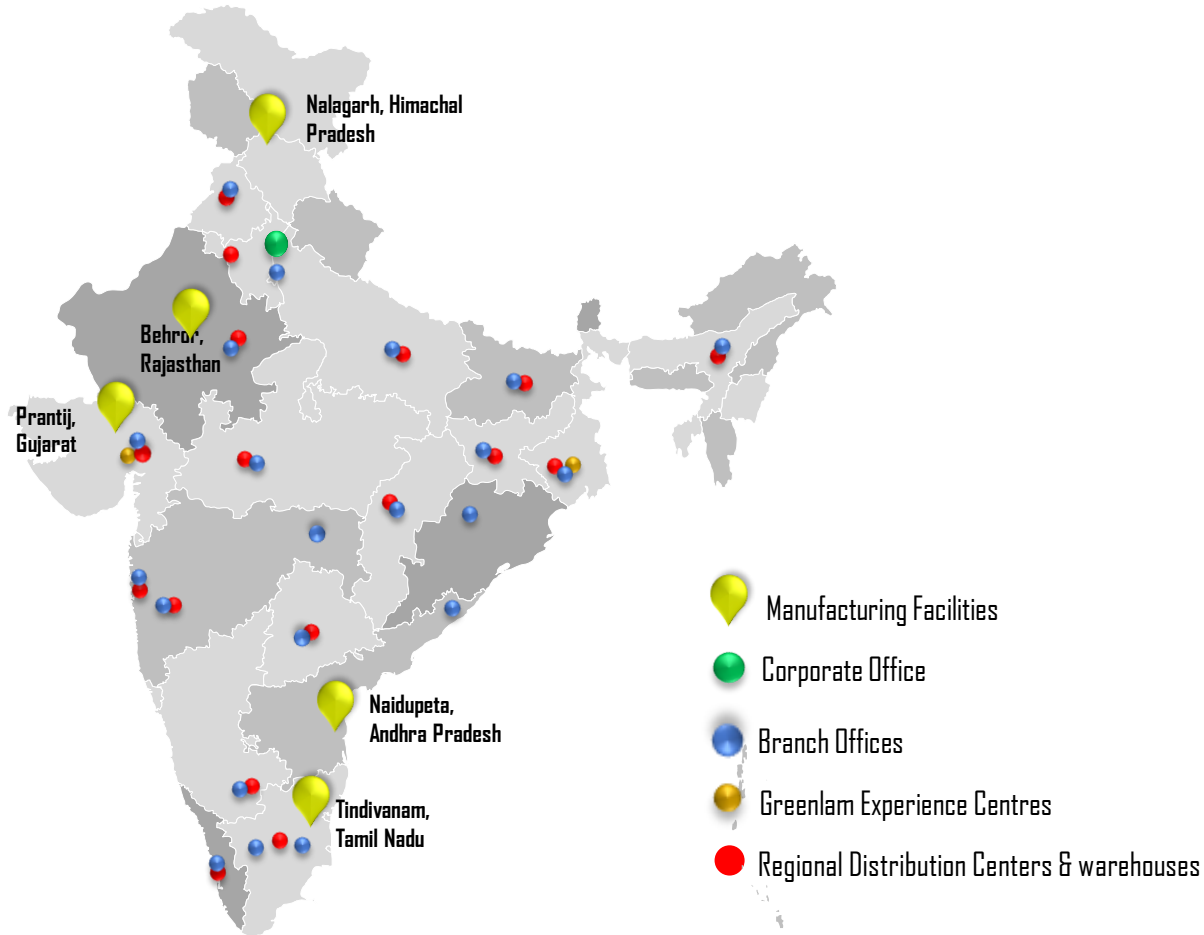 Nalagarh, Himachal
Pradesh
Behror,
Rajasthan
Prantij,
Gujarat
Naidupeta,
Andhra Pradesh
Tindivanam,
Tamil Nadu
Manufacturing Facilities
Corporate Office
Branch Offices
Greenlam Experience Centres
Regional Distribution Centers & warehouses